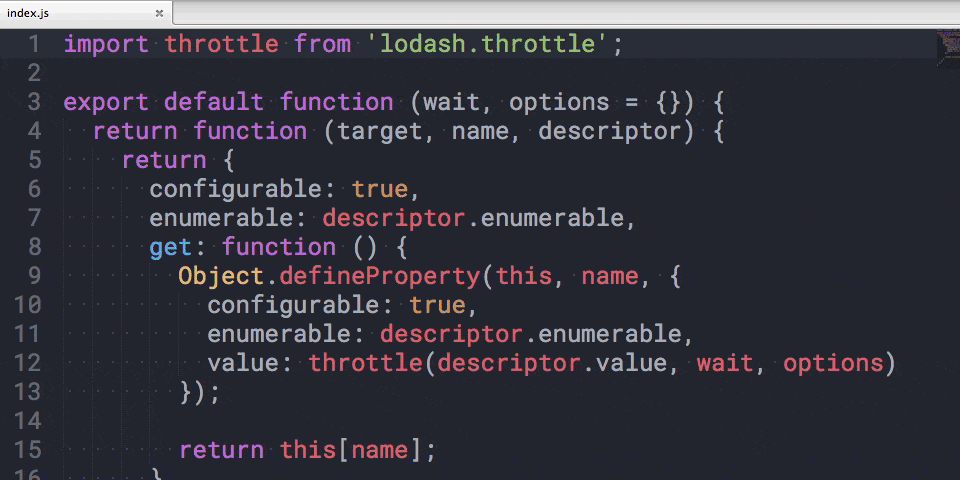 index.js ×
1 import throttle from 'lodash.throttle';
2
3 export default function (wait, options = {}) {
4   return function (target, name, descriptor) {
5     return {
6       configurable: true,
7       enumerable: descriptor.enumerable,
8       get: function () {
9         Object.defineProperty(this, name, {
10           configurable: true,
11           enumerable: descriptor.enumerable,
12           value: throttle(descriptor.value, wait, options)
13         });
14
15         return this[name];
16       }